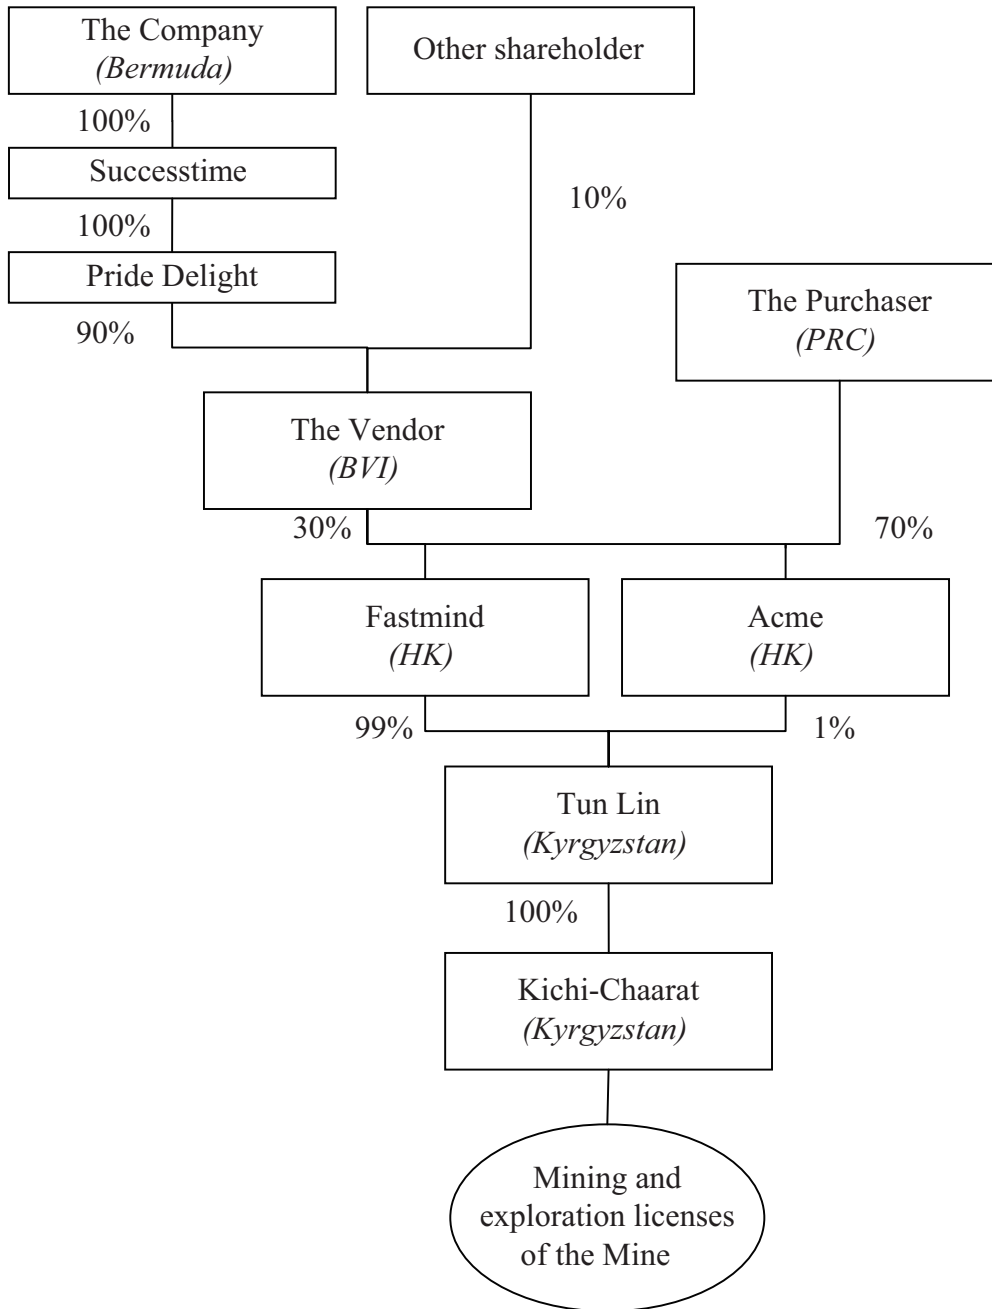 The Company
(Bermuda)
Other shareholder
100%
Successtime
10%
100%
Pride Delight
The Purchaser
(PRC)
90%
The Vendor
(BVI)
30%
70%
Fastmind
(HK)
Acme
(HK)
99%
1%
Tun Lin
(Kyrgyzstan)
100%
Kichi-Chaarat
(Kyrgyzstan)
Mining and
exploration licenses
of the Mine